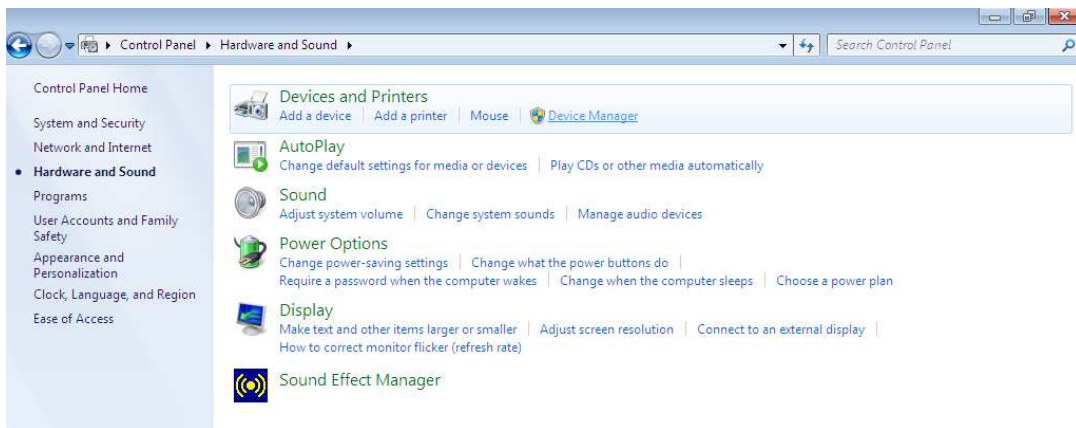 Control Panel ▸ Hardware and Sound ▸
Search Control Panel
Control Panel Home
System and Security
Network and Internet
Hardware and Sound
Programs
User Accounts and Family
Safety
Appearance and
Personalization
Clock, Language, and Region
Ease of Access
Devices and Printers
Add a device | Add a printer | Mouse | Device Manager
AutoPlay
Change default settings for media or devices | Play CDs or other media automatically
Sound
Adjust system volume | Change system sounds | Manage audio devices
Power Options
Change power-saving settings | Change what the power buttons do |
Require a password when the computer wakes | Change when the computer sleeps | Choose a power plan
Display
Make text and other items larger or smaller | Adjust screen resolution | Connect to an external display |
How to correct monitor flicker (refresh rate)
Sound Effect Manager